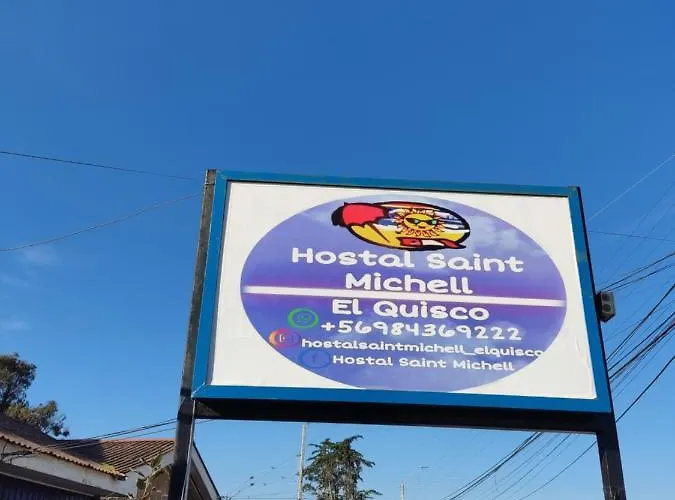 Hostal Saint
Michell
El Quisco
+56984369222
hostalsaintmichell_elquisco
Hostal Saint Michell